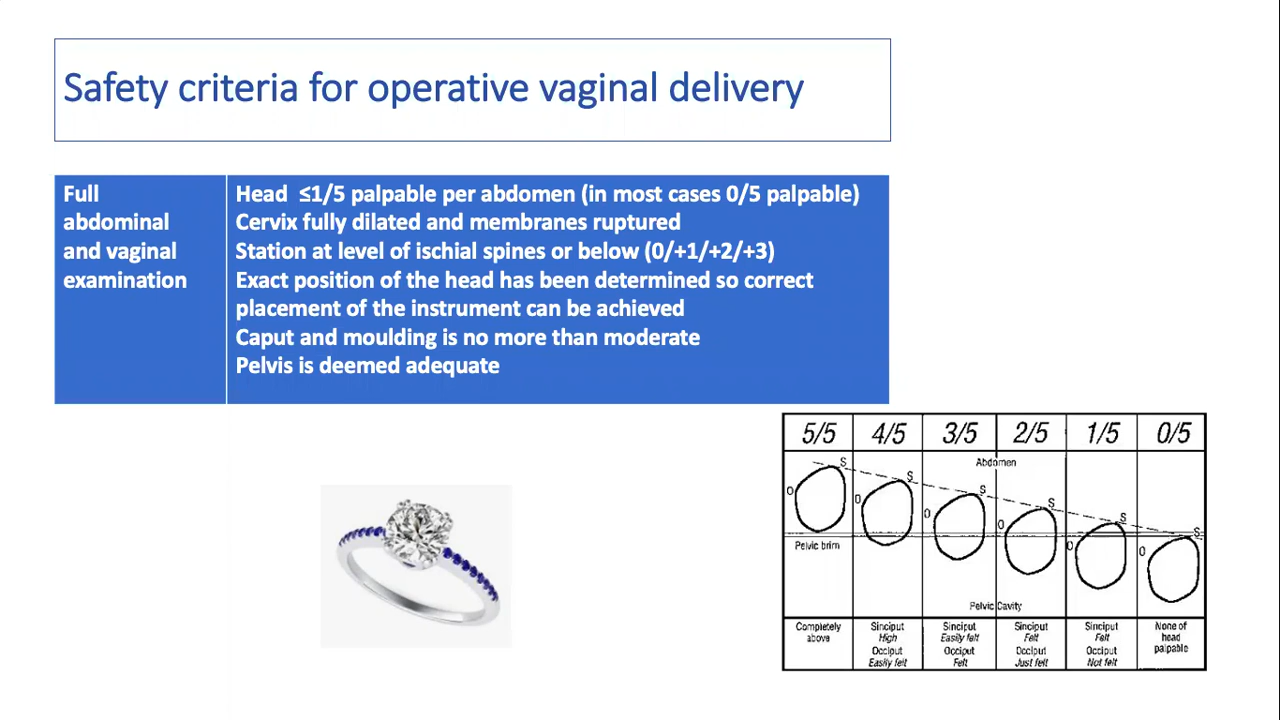 Safety criteria for operative vaginal delivery
Full
abdominal
and vaginal
examination
Head ≤1/5 palpable per abdomen (in most cases 0/5 palpable)
Cervix fully dilated and membranes ruptured
Station at level of ischial spines or below (0/+1/+2/+3)
Exact position of the head has been determined so correct
placement of the instrument can be achieved
Caput and moulding is no more than moderate
Pelvis is deemed adequate
5/5 4/5 3/5 2/5 1/5 0/5
Abdomen
S S S S S S
O O O O O O
Pelvic brim
Pelvic Cavity
Completely
above
Sinciput
High
Occiput
Easily felt
Sinciput
Easily felt
Occiput
Felt
Sinciput
Felt
Occiput
Just felt
Sinciput
Felt
Occiput
Not felt
None of
head
palpable